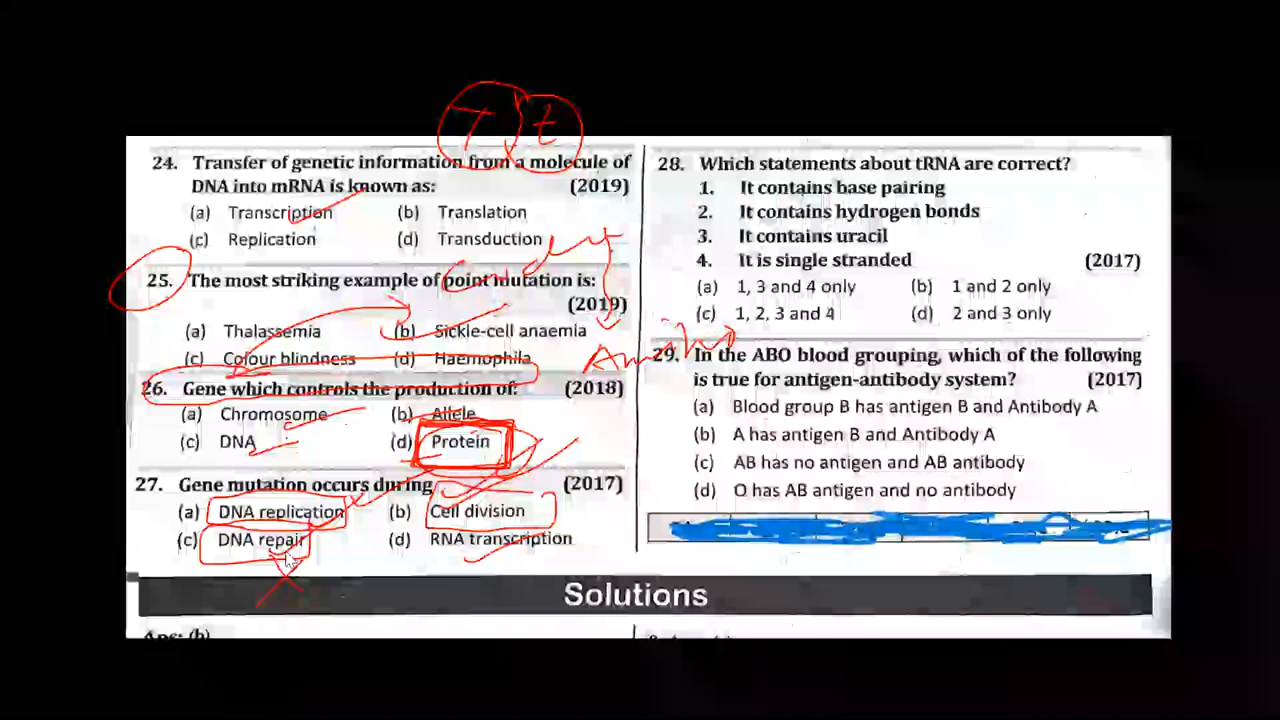 T t
24. Transfer of genetic information from a molecule of
DNA into mRNA is known as: (2019)
(a) Transcription (b) Translation
(c) Replication (d) Transduction
25. The most striking example of point mutation is:
(2019)
(a) Thalassemia (b) Sickle-cell anaemia
(c) Colour blindness (d) Haemophila
Amino
26. Gene which controls the production of: (2018)
(a) Chromosome (b) Allele
(c) DNA (d) Protein
27. Gene mutation occurs during (2017)
(a) DNA replication (b) Cell division
(c) DNA repair (d) RNA transcription
28. Which statements about tRNA are correct?
1. It contains base pairing
2. It contains hydrogen bonds
3. It contains uracil
4. It is single stranded (2017)
(a) 1, 3 and 4 only (b) 1 and 2 only
(c) 1, 2, 3 and 4 (d) 2 and 3 only
29. In the ABO blood grouping, which of the following
is true for antigen-antibody system? (2017)
(a) Blood group B has antigen B and Antibody A
(b) A has antigen B and Antibody A
(c) AB has no antigen and AB antibody
(d) O has AB antigen and no antibody
Solutions
Ans: (b)